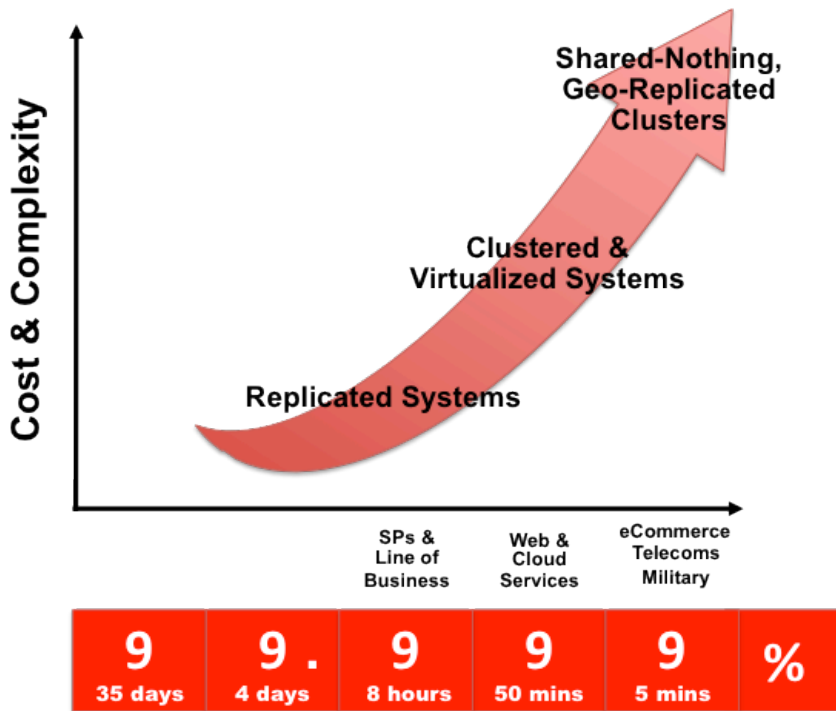 Shared-Nothing,
Geo-Replicated
Clusters
Cost & Complexity
Clustered &
Virtualized Systems
Replicated Systems
SPs &
Line of
Business
Web &
Cloud
Services
eCommerce
Telecoms
Military
9 9 . 9 9 9 %
35 days 4 days 8 hours 50 mins 5 mins